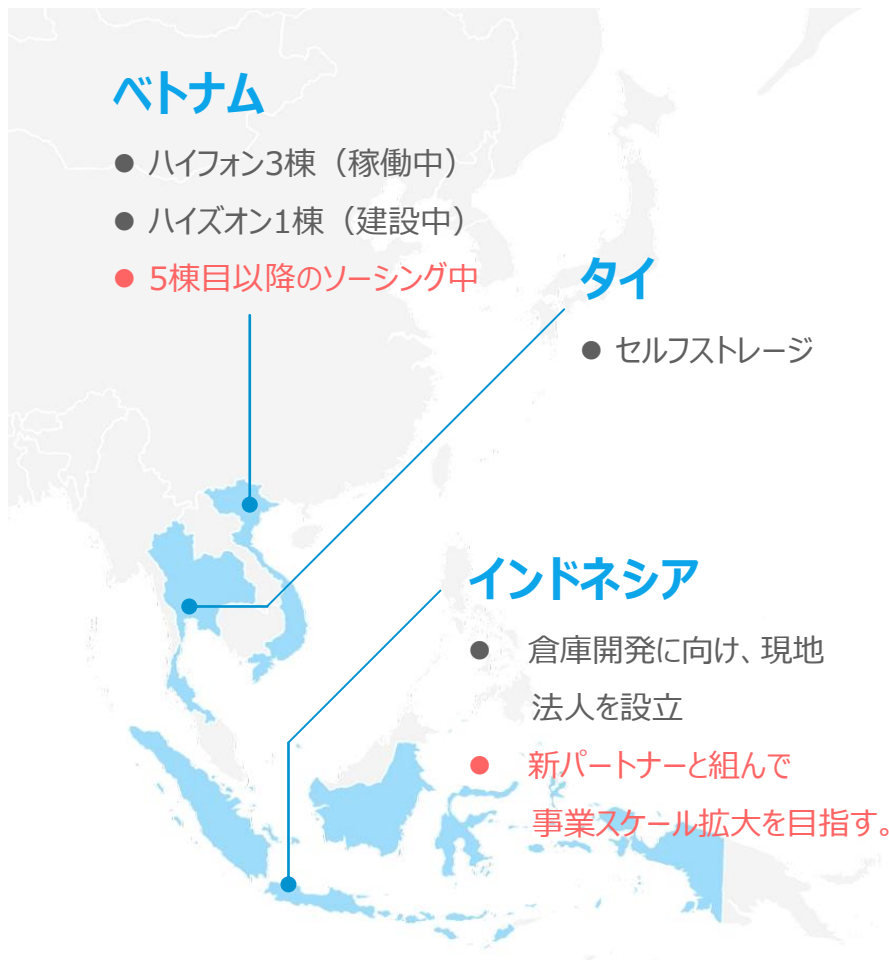 ベトナム
● ハイフォン3棟（稼働中）
● ハイズオン1棟（建設中）
● 5棟目以降のソーシング中
タイ
● セルフストレージ
インドネシア
● 倉庫開発に向け、現地
法人を設立
● 新パートナーと組んで
事業スケール拡大を目指す。